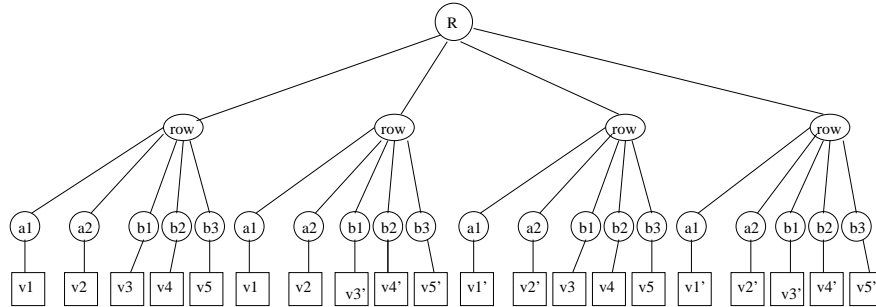 R
row row row row
a1 a2 b1 b2 b3 a1 a2 b1 b2 b3 a1 a2 b1 b2 b3 a1 a2 b1 b2 b3
v1 v2 v3 v4 v5 v1 v2 v3' v4' v5' v1' v2' v3 v4 v5 v1' v2' v3' v4' v5'